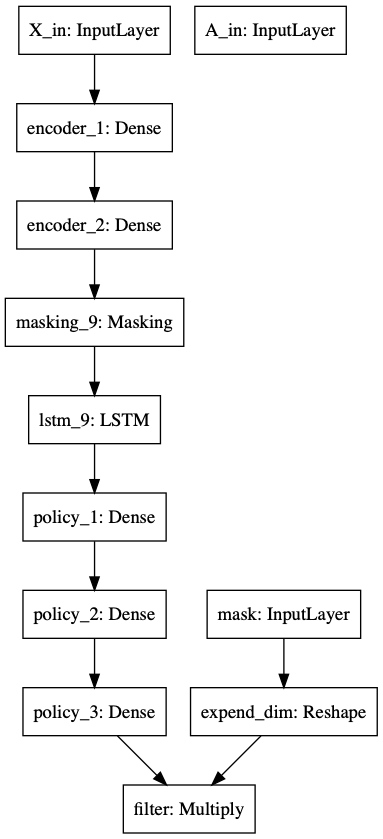 X_in: InputLayer
A_in: InputLayer
encoder_1: Dense
encoder_2: Dense
masking_9: Masking
lstm_9: LSTM
policy_1: Dense
policy_2: Dense
mask: InputLayer
policy_3: Dense
expend_dim: Reshape
filter: Multiply